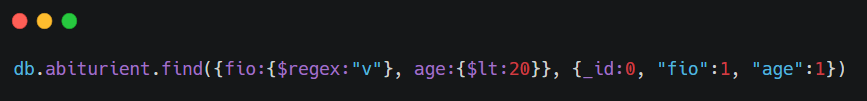 db.abiturient.find({fio:{$regex:"v"}, age:{$lt:20}}, {_id:0, "fio":1, "age":1})